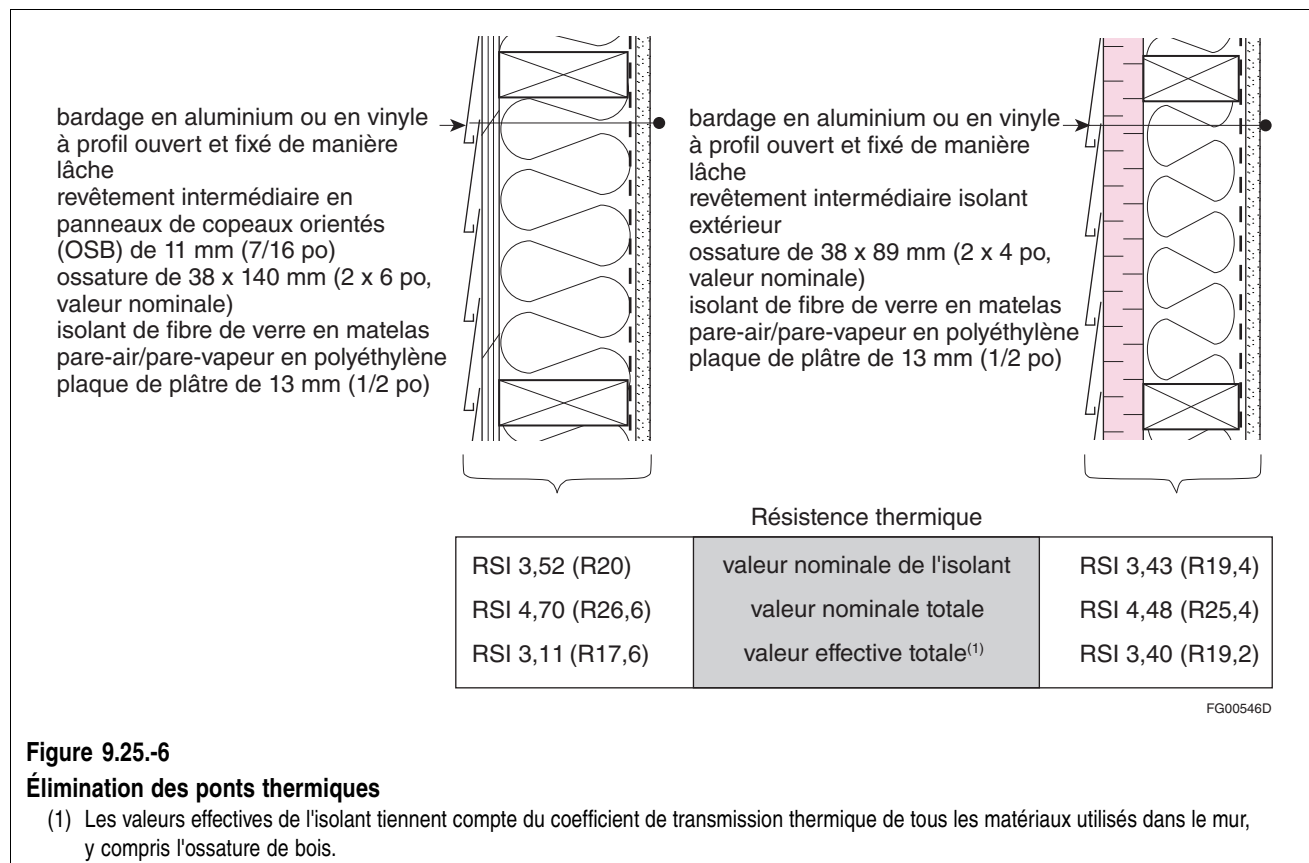 bardage en aluminium ou en vinyle
à profil ouvert et fixé de manière
lâche
revêtement intermédiaire en
panneaux de copeaux orientés
(OSB) de 11 mm (7/16 po)
ossature de 38 x 140 mm (2 x 6 po,
valeur nominale)
isolant de fibre de verre en matelas
pare-air/pare-vapeur en polyéthylène
plaque de plâtre de 13 mm (1/2 po)
bardage en aluminium ou en vinyle
à profil ouvert et fixé de manière
lâche
revêtement intermédiaire isolant
extérieur
ossature de 38 x 89 mm (2 x 4 po,
valeur nominale)
isolant de fibre de verre en matelas
pare-air/pare-vapeur en polyéthylène
plaque de plâtre de 13 mm (1/2 po)
Résistence thermique
RSI 3,52 (R20) valeur nominale de l'isolant RSI 3,43 (R19,4)
RSI 4,70 (R26,6) valeur nominale totale RSI 4,48 (R25,4)
RSI 3,11 (R17,6) valeur effective totale(1) RSI 3,40 (R19,2)
FG00546D
Figure 9.25.-6
Élimination des ponts thermiques
(1) Les valeurs effectives de l'isolant tiennent compte du coefficient de transmission thermique de tous les matériaux utilisés dans le mur,
y compris l'ossature de bois.